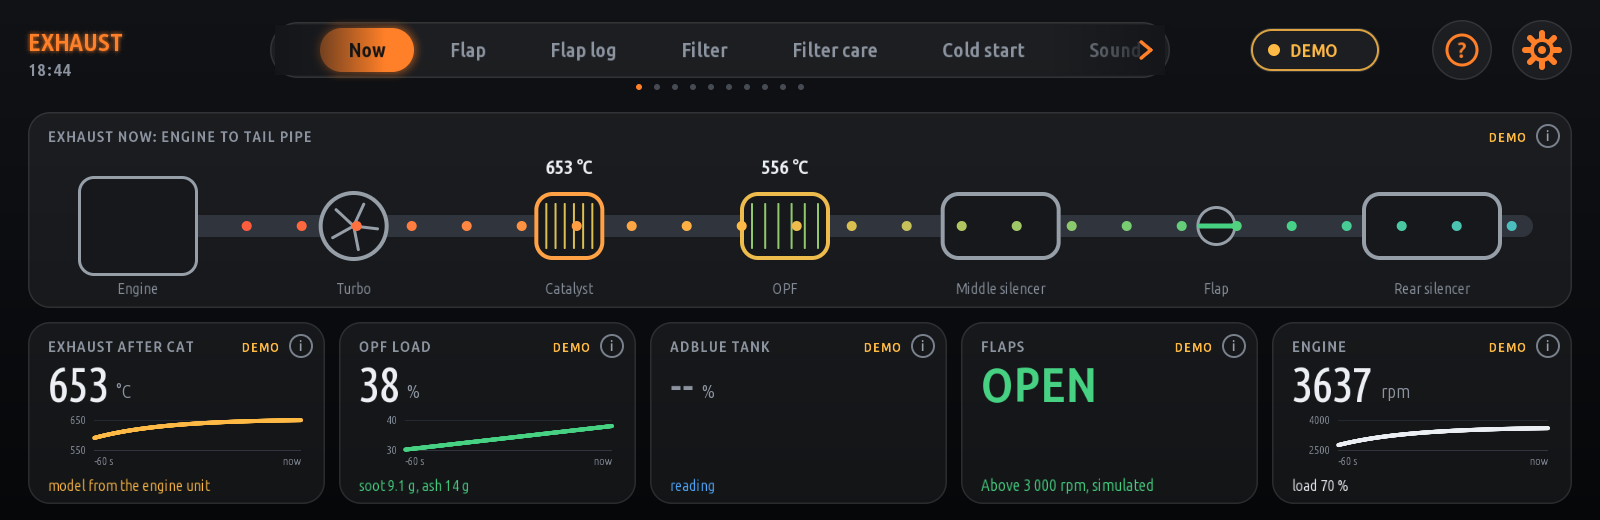 EXHAUST
18:44
Now
Flap
Flap log
Filter
Filter care
Cold start
Sound
DEMO
?
EXHAUST NOW: ENGINE TO TAIL PIPE
DEMO
i
653 °C
556 °C
Engine
Turbo
Catalyst
OPF
Middle silencer
Flap
Rear silencer
EXHAUST AFTER CAT
DEMO
i
653 °C
650
550
-60 s
now
model from the engine unit
OPF LOAD
DEMO
i
38 %
40
30
-60 s
now
soot 9.1 g, ash 14 g
ADBLUE TANK
DEMO
i
-- %
reading
FLAPS
DEMO
i
OPEN
Above 3 000 rpm, simulated
ENGINE
DEMO
i
3637 rpm
4000
2500
-60 s
now
load 70 %